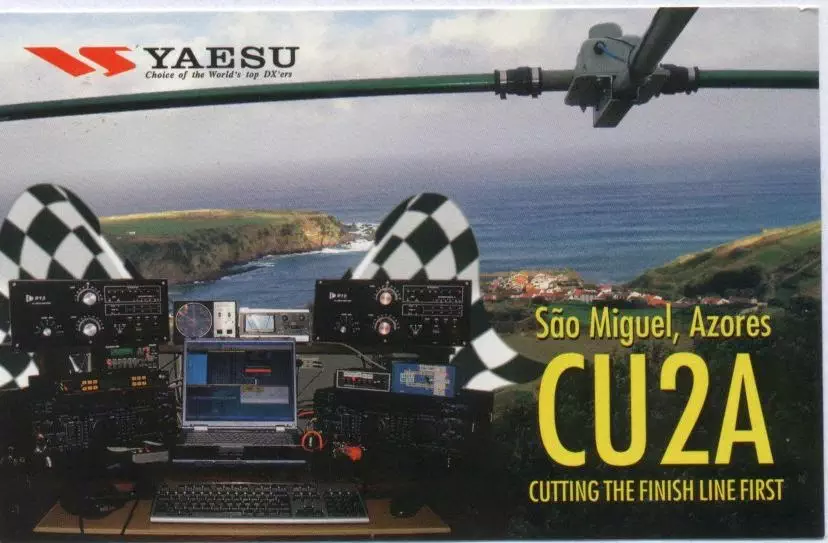 YAESU
Choice of the World's top DX'ers
São Miguel, Azores
CU2A
CUTTING THE FINISH LINE FIRST